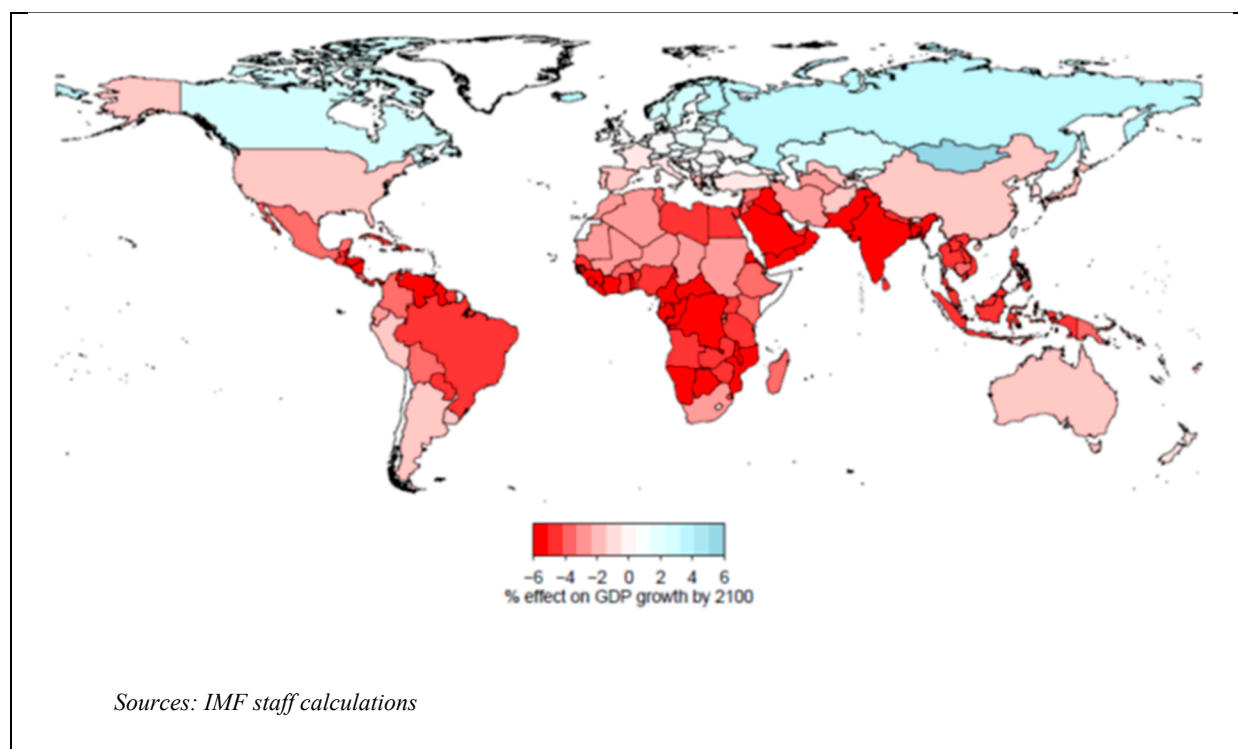 −6 −4 −2 0 2 4 6
% effect on GDP growth by 2100
Sources: IMF staff calculations